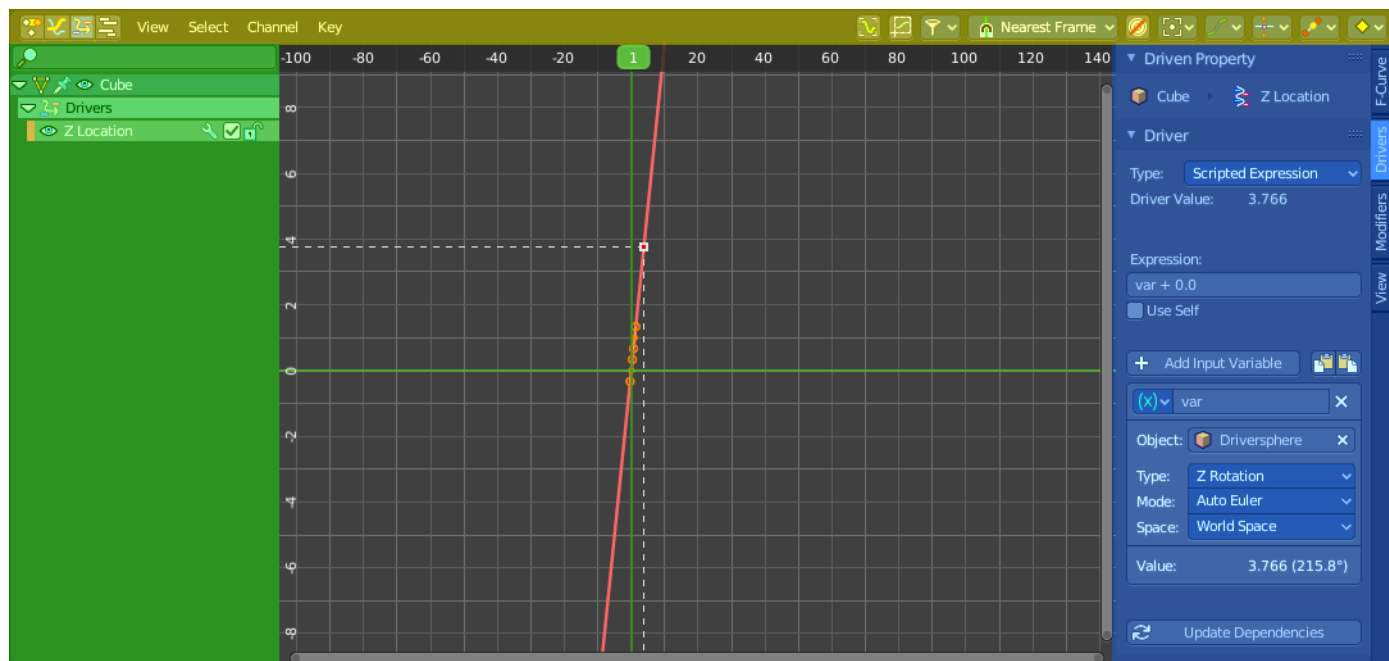 View Select Channel Key Nearest Frame
-100 -80 -60 -40 -20 1 20 40 60 80 100 120 140
Cube
Drivers
Z Location
8
6
4
2
0
-2
-4
-6
-8
Driven Property
Cube Z Location
Driver
Type: Scripted Expression
Driver Value: 3.766
Expression:
var + 0.0
Use Self
Add Input Variable
(x) var
Object: Driversphere
Type: Z Rotation
Mode: Auto Euler
Space: World Space
Value: 3.766 (215.8°)
Update Dependencies
F-Curve
Drivers
Modifiers
View